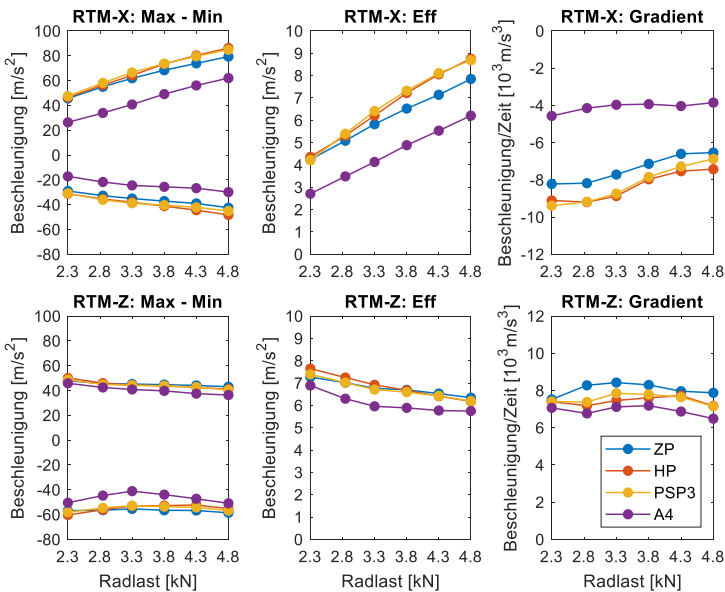 RTM-X: Max - Min
Beschleunigung [m/s²]
100
80
60
40
20
0
-20
-40
-60
-80
2.3 2.8 3.3 3.8 4.3 4.8
RTM-X: Eff
Beschleunigung [m/s²]
10
9
8
7
6
5
4
3
2
1
0
2.3 2.8 3.3 3.8 4.3 4.8
RTM-X: Gradient
Beschleunigung/Zeit [10³m/s³]
0
-2
-4
-6
-8
-10
-12
2.3 2.8 3.3 3.8 4.3 4.8
RTM-Z: Max - Min
Beschleunigung [m/s²]
100
80
60
40
20
0
-20
-40
-60
-80
2.3 2.8 3.3 3.8 4.3 4.8
Radlast [kN]
RTM-Z: Eff
Beschleunigung [m/s²]
10
9
8
7
6
5
4
3
2
1
0
2.3 2.8 3.3 3.8 4.3 4.8
Radlast [kN]
RTM-Z: Gradient
Beschleunigung/Zeit [10³m/s³]
12
10
8
6
4
2
0
2.3 2.8 3.3 3.8 4.3 4.8
Radlast [kN]
ZP
HP
PSP3
A4